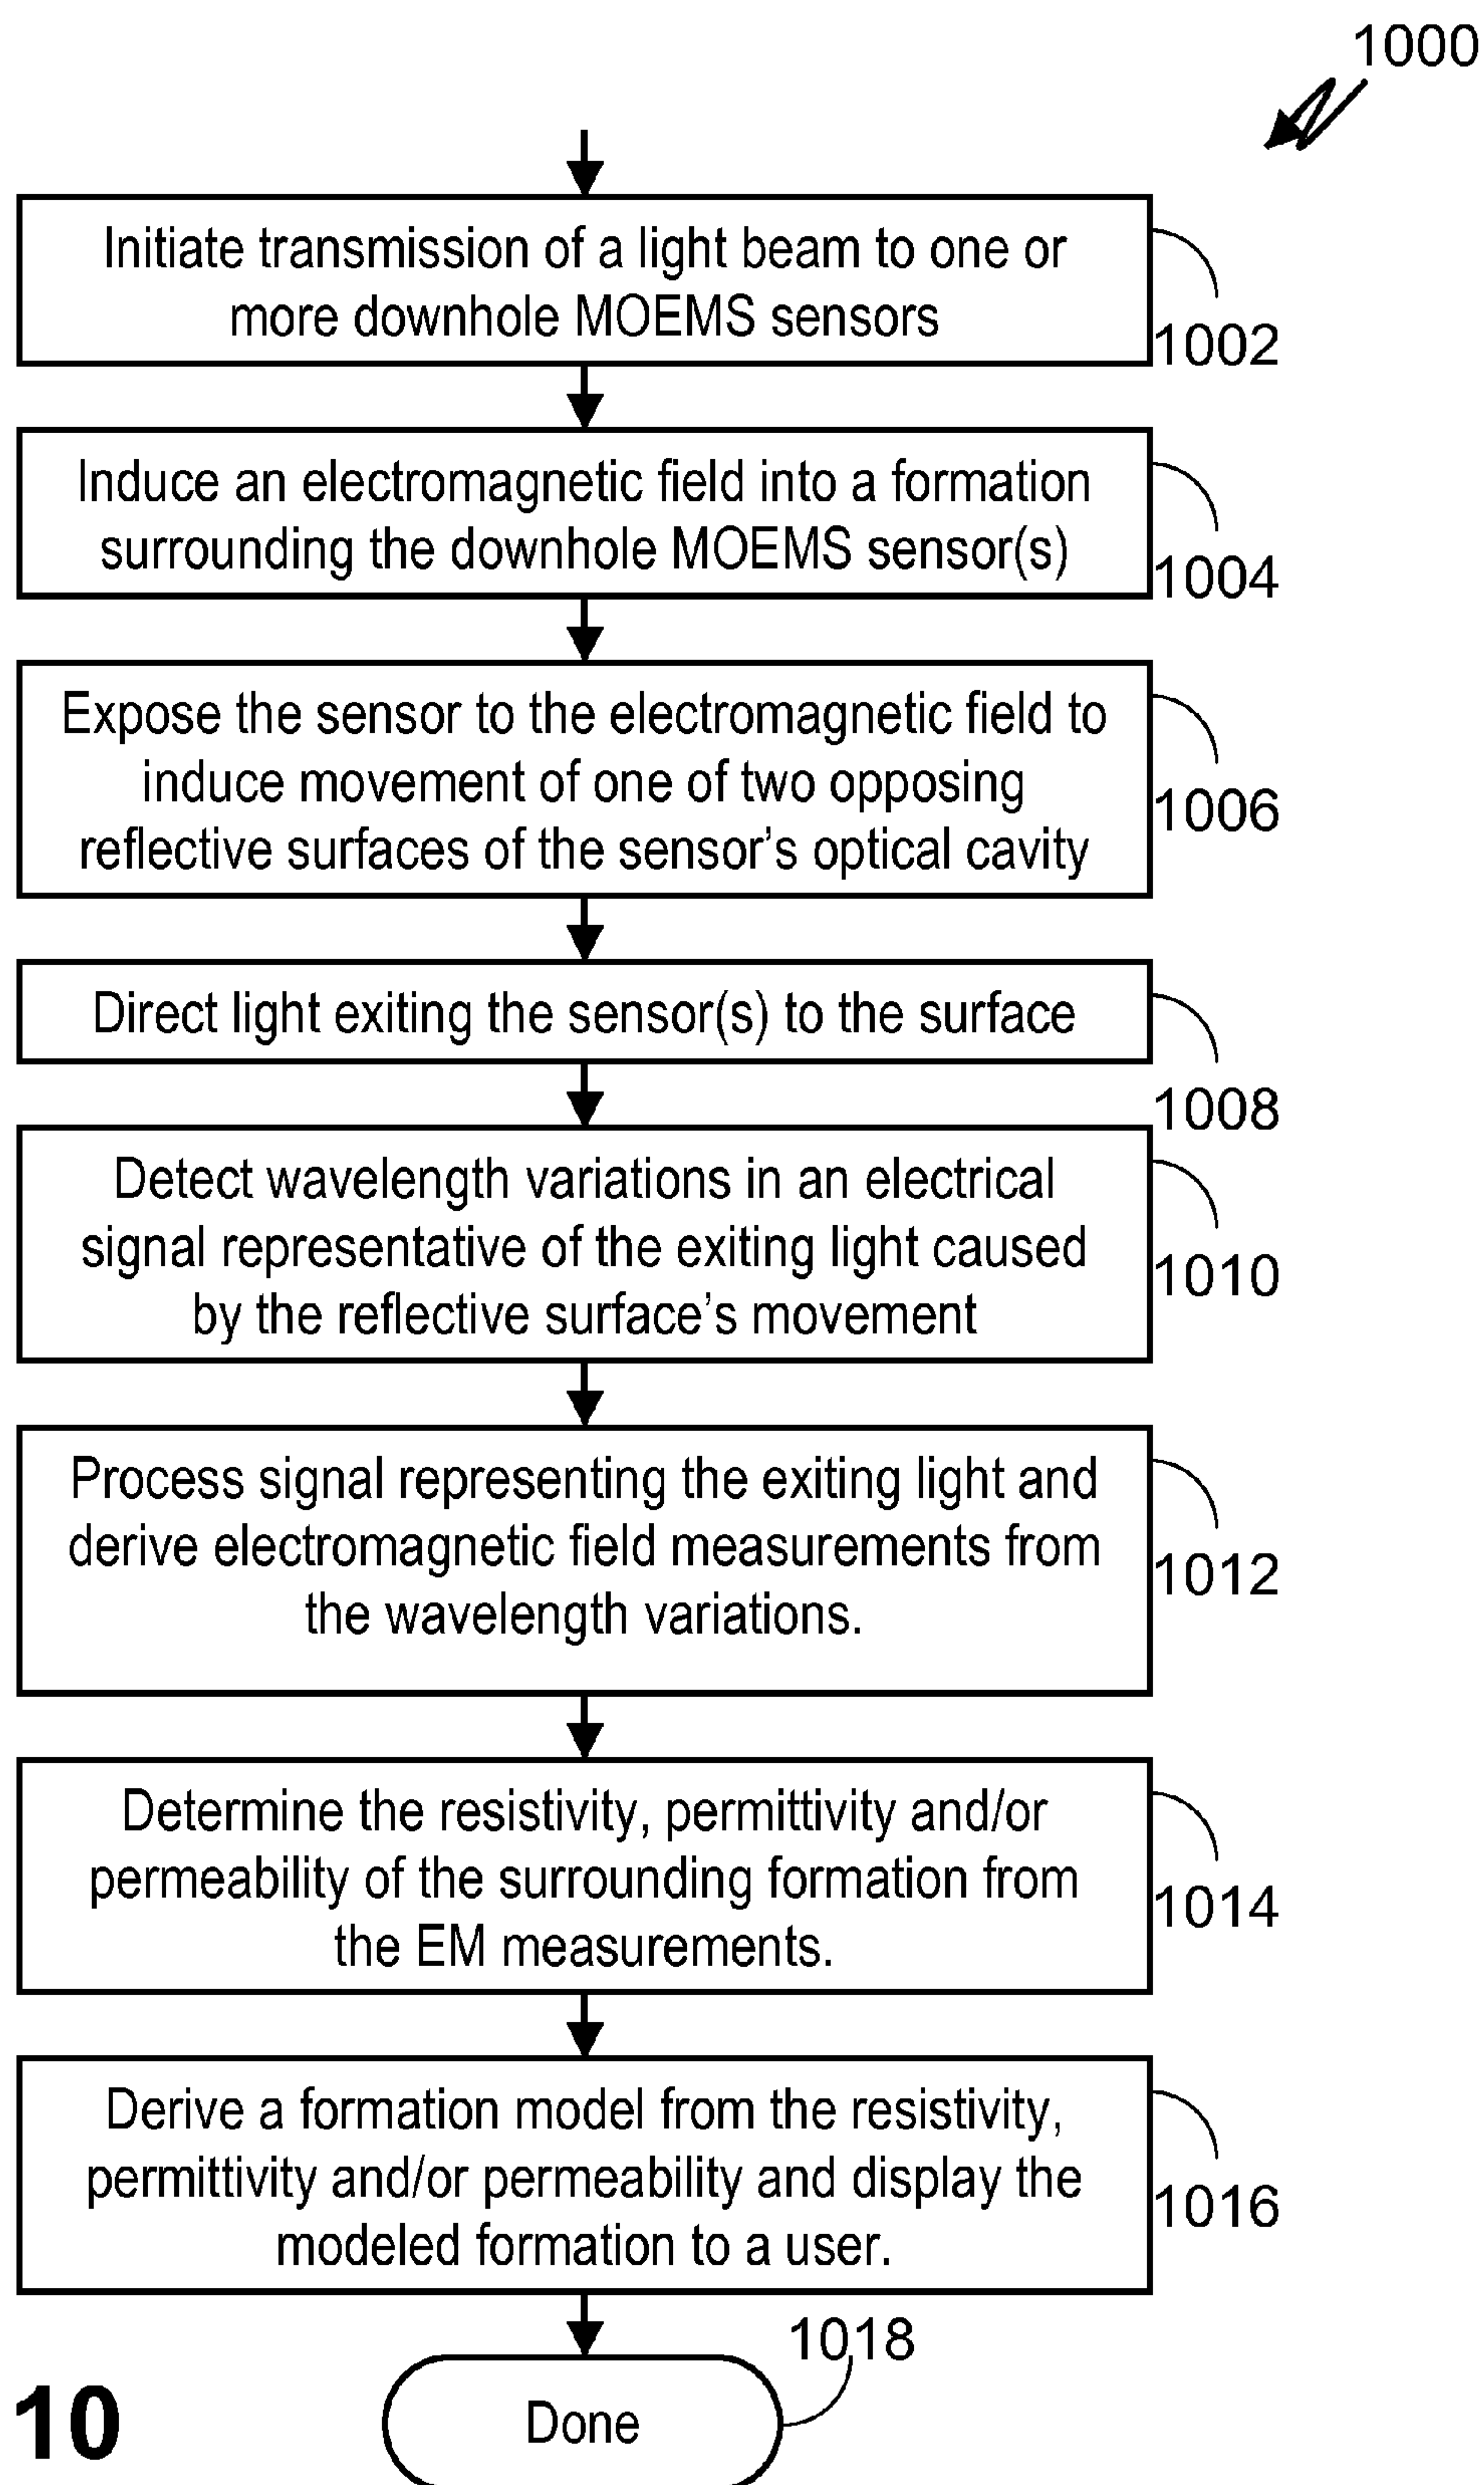 1000
Initiate transmission of a light beam to one or
more downhole MOEMS sensors
1002
Induce an electromagnetic field into a formation
surrounding the downhole MOEMS sensor(s)
1004
Expose the sensor to the electromagnetic field to
induce movement of one of two opposing
reflective surfaces of the sensor's optical cavity
1006
Direct light exiting the sensor(s) to the surface
1008
Detect wavelength variations in an electrical
signal representative of the exiting light caused
by the reflective surface's movement
1010
Process signal representing the exiting light and
derive electromagnetic field measurements from
the wavelength variations.
1012
Determine the resistivity, permittivity and/or
permeability of the surrounding formation from
the EM measurements.
1014
Derive a formation model from the resistivity,
permittivity and/or permeability and display the
modeled formation to a user.
1016
1018
Done
10